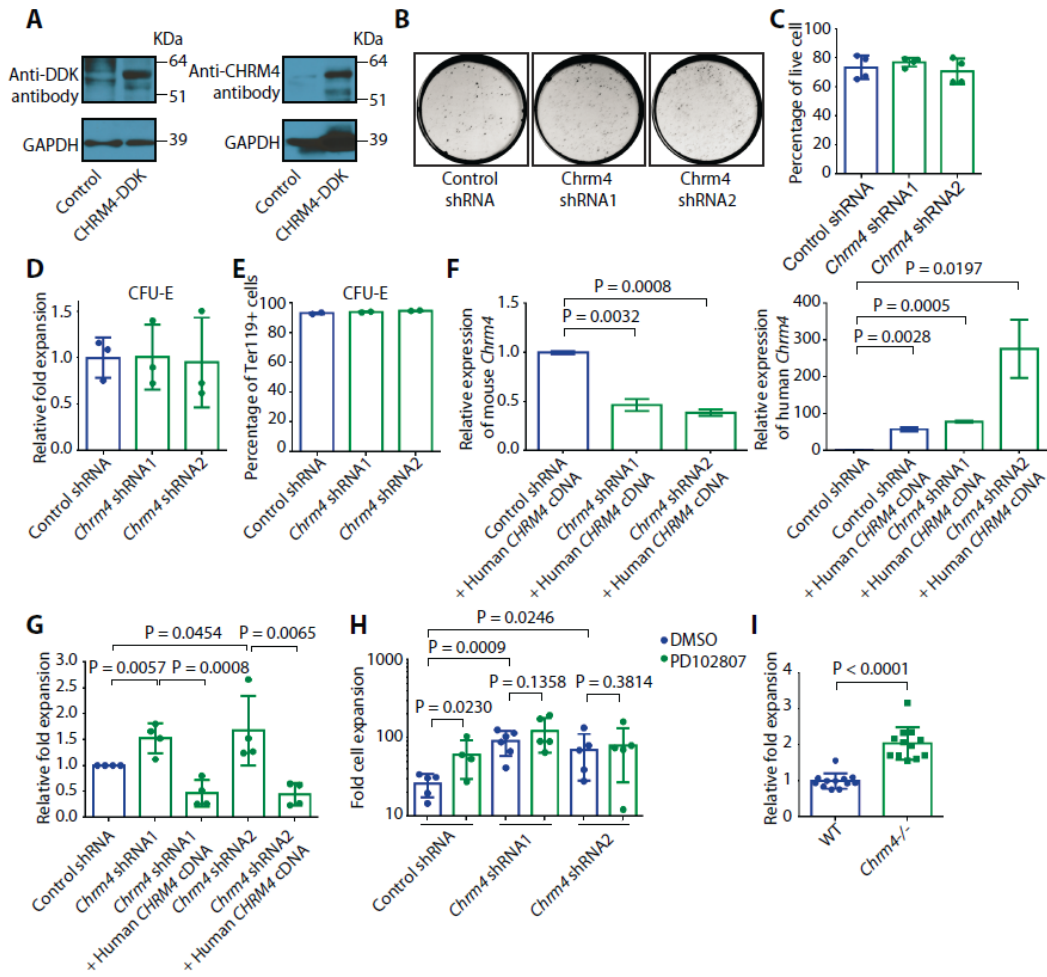 A
KDa
64
Anti-DDK
antibody
51
GAPDH
39
Control
CHRM4-DDK
KDa
64
Anti-CHRM4
antibody
51
GAPDH
39
Control
CHRM4-DDK
B
Control
shRNA
Chrm4
shRNA1
Chrm4
shRNA2
C
Percentage of live cell
100
80
60
40
20
0
Control shRNA
Chrm4 shRNA1
Chrm4 shRNA2
D
CFU-E
Relative fold expansion
1.5
1.0
0.5
0.0
Control shRNA
Chrm4 shRNA1
Chrm4 shRNA2
E
CFU-E
Percentage of Ter119+ cells
80
60
40
20
0
Control shRNA
Chrm4 shRNA1
Chrm4 shRNA2
F
P = 0.0008
P = 0.0032
Relative expression
of mouse Chrm4
1.5
1.0
0.5
0.0
Control shRNA
+ Human CHRM4 cDNA
Chrm4 shRNA1
+ Human CHRM4 cDNA
Chrm4 shRNA2
+ Human CHRM4 cDNA
P = 0.0197
P = 0.0005
P = 0.0028
Relative expression
of human Chrm4
400
300
200
100
0
Control shRNA
Control shRNA
+ Human CHRM4 cDNA
Chrm4 shRNA1
+ Human CHRM4 cDNA
Chrm4 shRNA2
+ Human CHRM4 cDNA
G
P = 0.0454
P = 0.0065
P = 0.0057
P = 0.0008
Relative fold expansion
3.0
2.5
2.0
1.5
1.0
0.5
0.0
Control shRNA
Chrm4 shRNA1
Chrm4 shRNA1
+ Human CHRM4 cDNA
Chrm4 shRNA2
Chrm4 shRNA2
+ Human CHRM4 cDNA
H
P = 0.0246
P = 0.0009
P = 0.1358
P = 0.3814
P = 0.0230
DMSO
PD102807
Fold cell expansion
1000
100
10
Control shRNA
Chrm4 shRNA1
Chrm4 shRNA2
I
P < 0.0001
Relative fold expansion
4
3
2
1
0
WT
Chrm4-/-